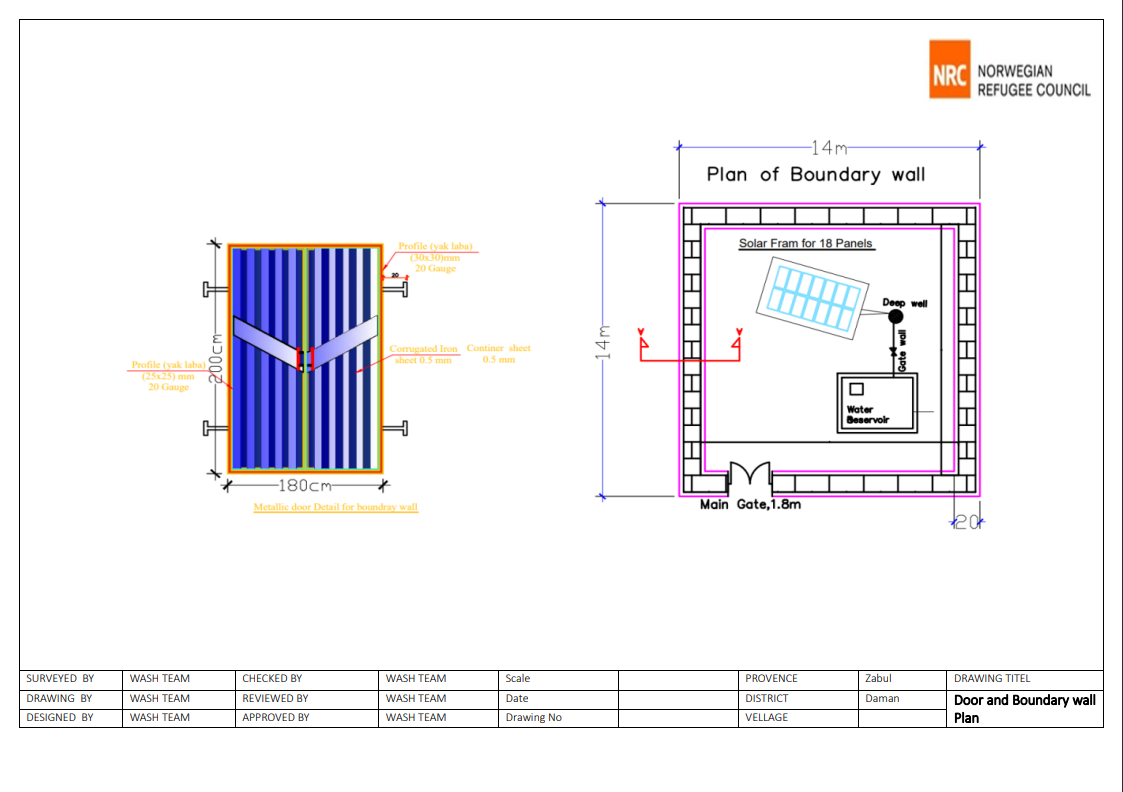 NRC
NORWEGIAN
REFUGEE COUNCIL
14m
Plan of Boundary wall
14m
Solar Fram for 18 Panels
Deep well
Gate wall
Water
Reservoir
Main Gate,1.8m
20
Profile (yak laba)
(30x30)mm
20 Gauge
20
Corrugated Iron
sheet 0.5 mm
Continer sheet
0.5 mm
Profile (yak laba)
(25x25) mm
20 Gauge
200cm
180cm
Metallic door Detail for boundray wall
SURVEYED BY WASH TEAM CHECKED BY WASH TEAM Scale PROVENCE Zabul DRAWING TITEL
DRAWING BY WASH TEAM REVIEWED BY WASH TEAM Date DISTRICT Daman Door and Boundary wall
DESIGNED BY WASH TEAM APPROVED BY WASH TEAM Drawing No VELLAGE Plan